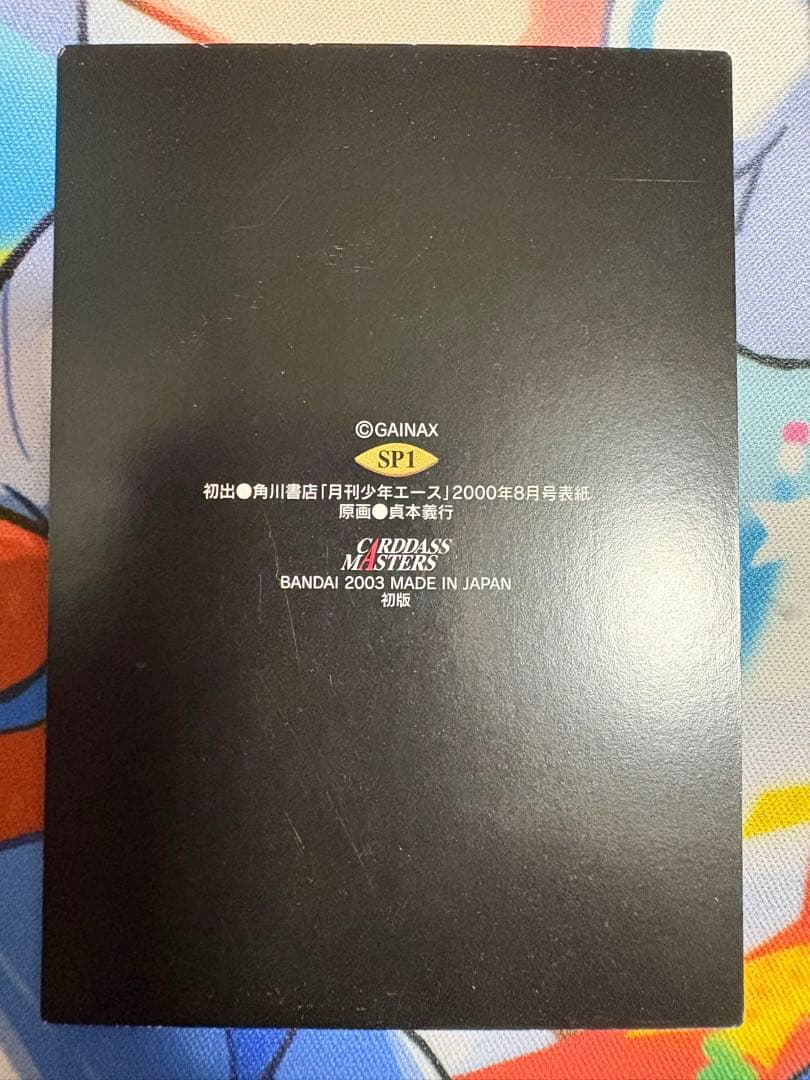 ©GAINAX
SP1
初出●角川書店「月刊少年エース」2000年8月号表紙
原画●貞本義行
CARDDASS
MASTERS
BANDAI 2003 MADE IN JAPAN
初版